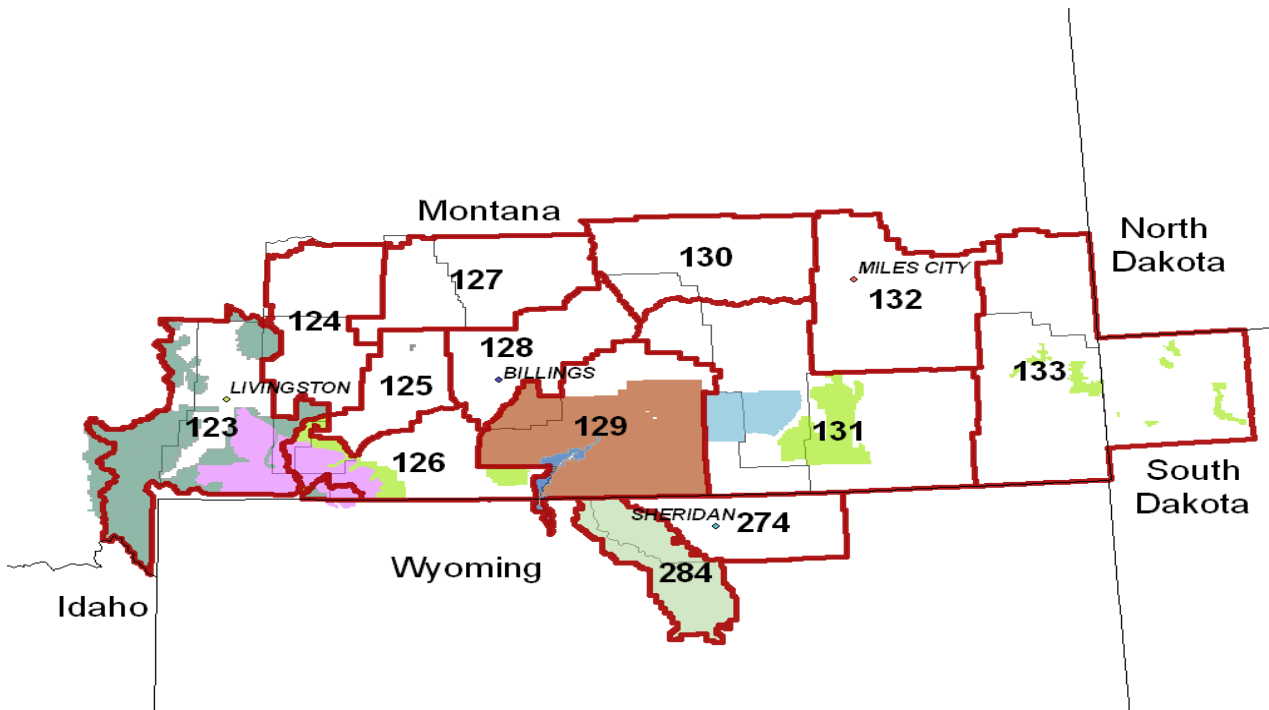 Montana
North
Dakota
130
127
MILES CITY
132
124
128
BILLINGS
133
125
LIVINGSTON
123
129
131
126
South
Dakota
SHERIDAN
274
Wyoming
284
Idaho